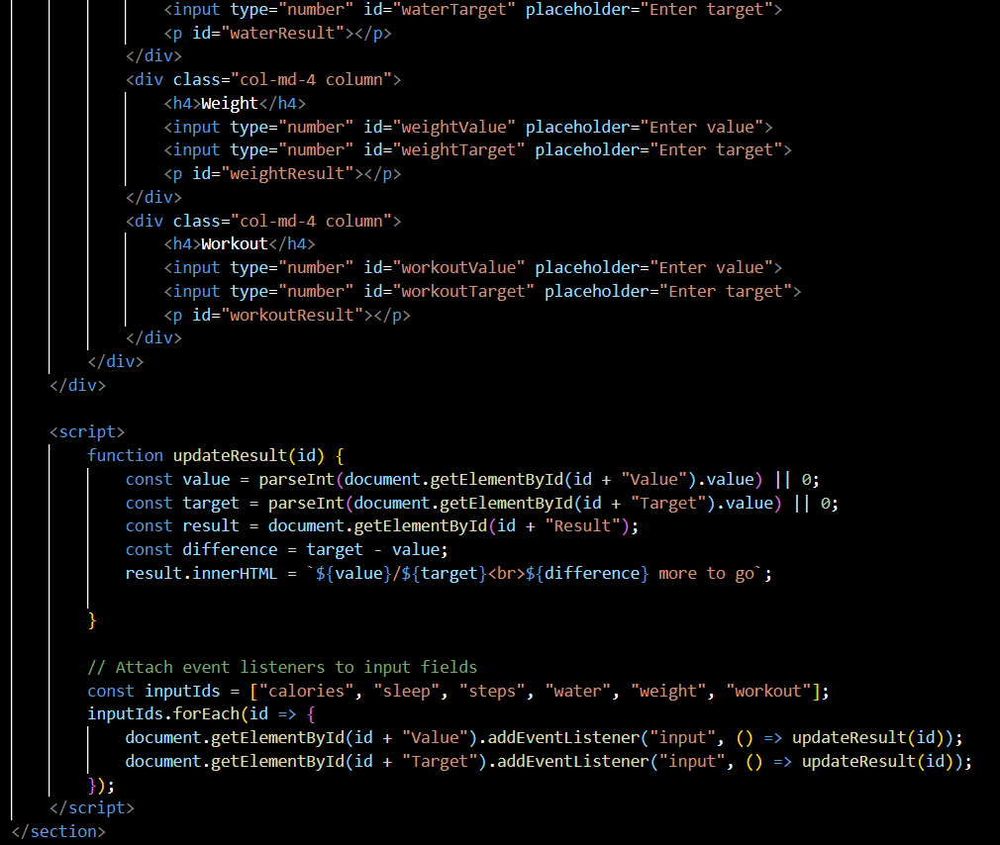 <input type="number" id="waterTarget" placeholder="Enter target">
<p id="waterResult"></p>
</div>
<div class="col-md-4 column">
<h4>Weight</h4>
<input type="number" id="weightValue" placeholder="Enter value">
<input type="number" id="weightTarget" placeholder="Enter target">
<p id="weightResult"></p>
</div>
<div class="col-md-4 column">
<h4>Workout</h4>
<input type="number" id="workoutValue" placeholder="Enter value">
<input type="number" id="workoutTarget" placeholder="Enter target">
<p id="workoutResult"></p>
</div>
</div>
</div>
<script>
function updateResult(id) {
const value = parseInt(document.getElementById(id + "Value").value) || 0;
const target = parseInt(document.getElementById(id + "Target").value) || 0;
const result = document.getElementById(id + "Result");
const difference = target - value;
result.innerHTML = `${value}/${target}<br>${difference} more to go`;
}
// Attach event listeners to input fields
const inputIds = ["calories", "sleep", "steps", "water", "weight", "workout"];
inputIds.forEach(id => {
document.getElementById(id + "Value").addEventListener("input", () => updateResult(id));
document.getElementById(id + "Target").addEventListener("input", () => updateResult(id));
});
</script>
</section>